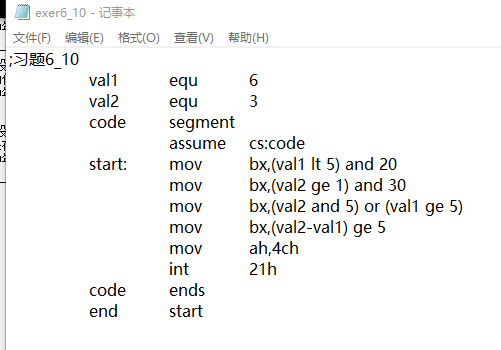 exer6_10 - 记事本
文件(F) 编辑(E) 格式(O) 查看(V) 帮助(H)
;习题6_10
val1 equ 6
val2 equ 3
code segment
assume cs:code
start: mov bx,(val1 lt 5) and 20
mov bx,(val2 ge 1) and 30
mov bx,(val2 and 5) or (val1 ge 5)
mov bx,(val2-val1) ge 5
mov ah,4ch
int 21h
code ends
end start